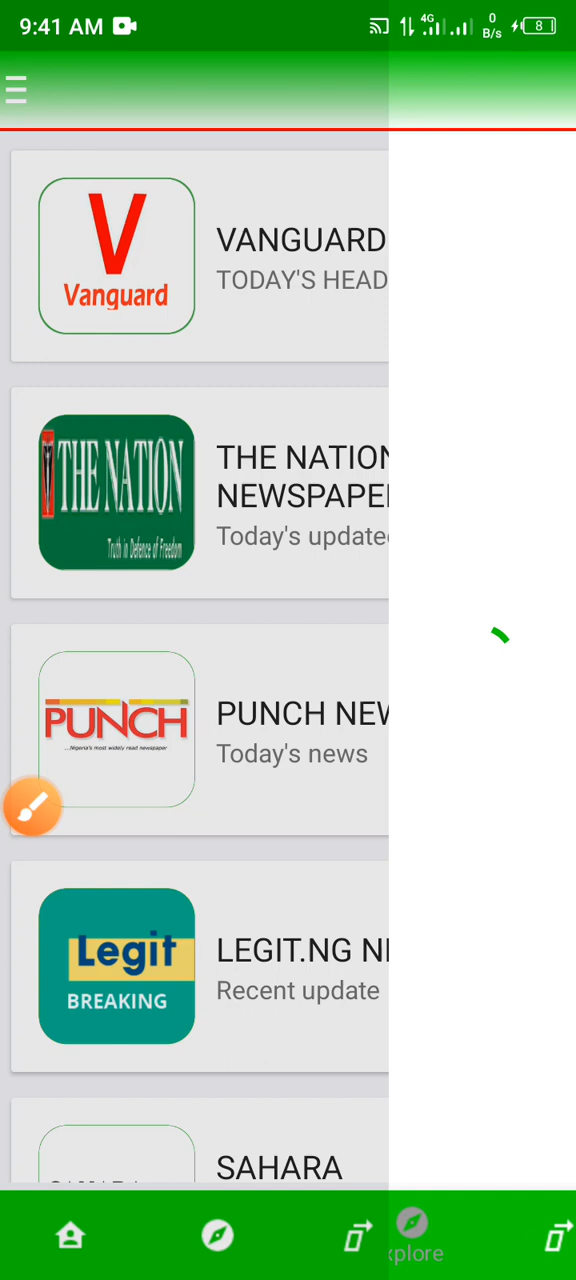 9:41 AM
4G
0
B/s
8
V
Vanguard
VANGUARD
TODAY'S HEAD
THE NATION
Truth in Defence of Freedom
THE NATION
NEWSPAPE
Today's update
PUNCH
...Nigeria's most widely read newspaper
PUNCH NEW
Today's news
Legit
BREAKING
LEGIT.NG N
Recent update
SAHARA
xplore